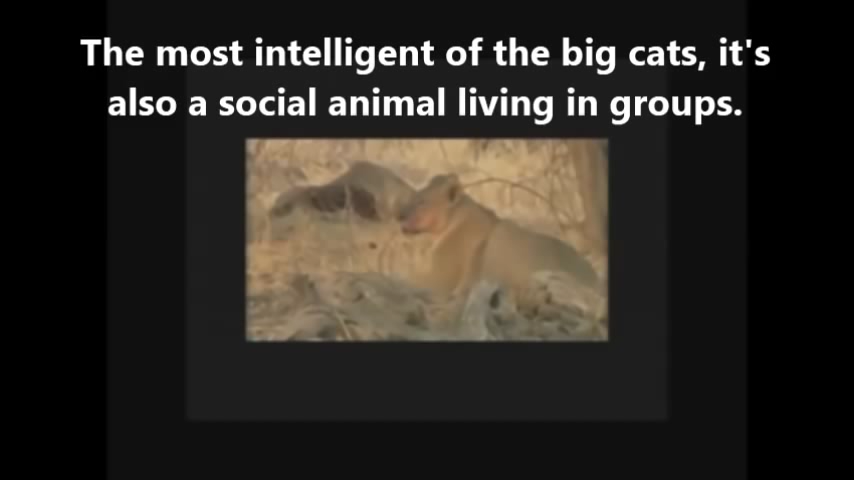 The most intelligent of the big cats, it's
also a social animal living in groups.